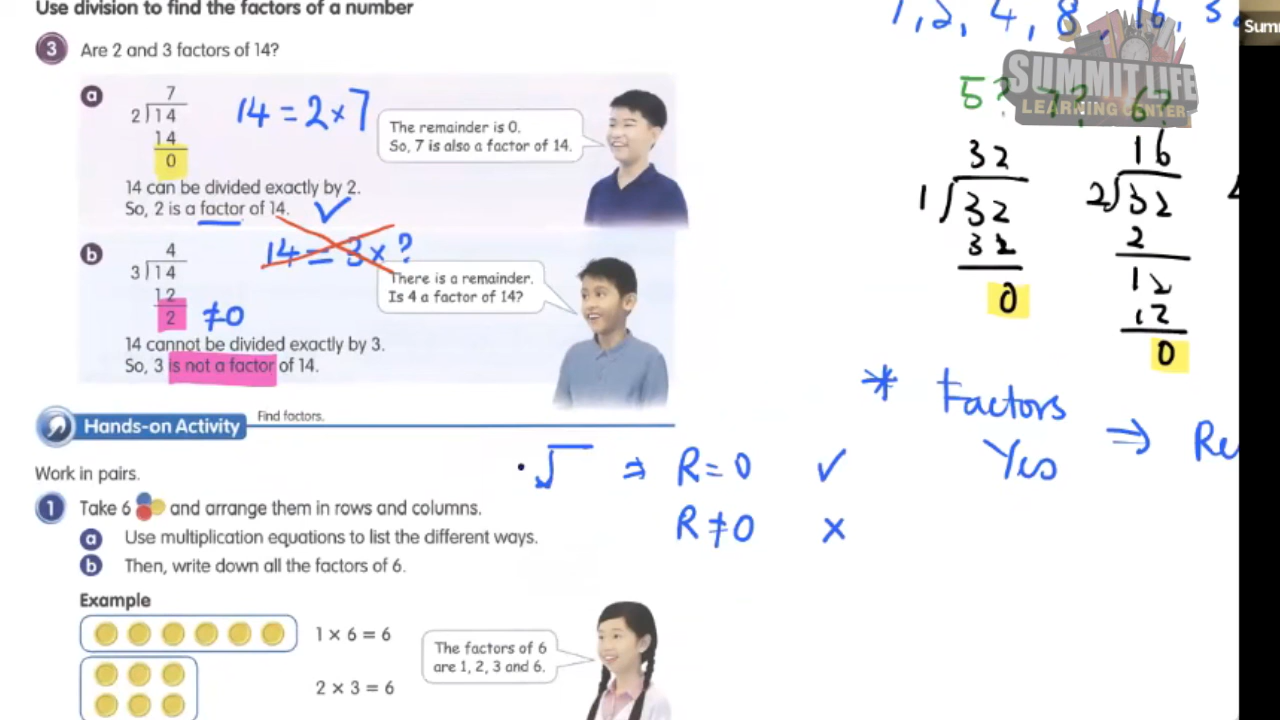 Use division to find the factors of a number
3 Are 2 and 3 factors of 14?
a
7
2 14
14
0
14 = 2 × 7
The remainder is 0.
So, 7 is also a factor of 14.
14 can be divided exactly by 2.
So, 2 is a factor of 14. ✓
b
4
3 14
12
2 ≠0
14 = 3 × ?
There is a remainder.
Is 4 a factor of 14?
14 cannot be divided exactly by 3.
So, 3 is not a factor of 14.
Hands-on Activity Find factors.
Work in pairs.
1 Take 6 and arrange them in rows and columns.
a Use multiplication equations to list the different ways.
b Then, write down all the factors of 6.
Example
1 × 6 = 6
2 × 3 = 6
The factors of 6
are 1, 2, 3 and 6.
⇒ R = 0 ✓
R ≠ 0 ×
1, 2, 4, 8, 16, 3
SUMMIT LIFE
LEARNING CENTER
5? 7? 6?
32
1 32
32
0
16
2 32
2
12
12
0
* Factors
Yes ⇒ Re
Sum